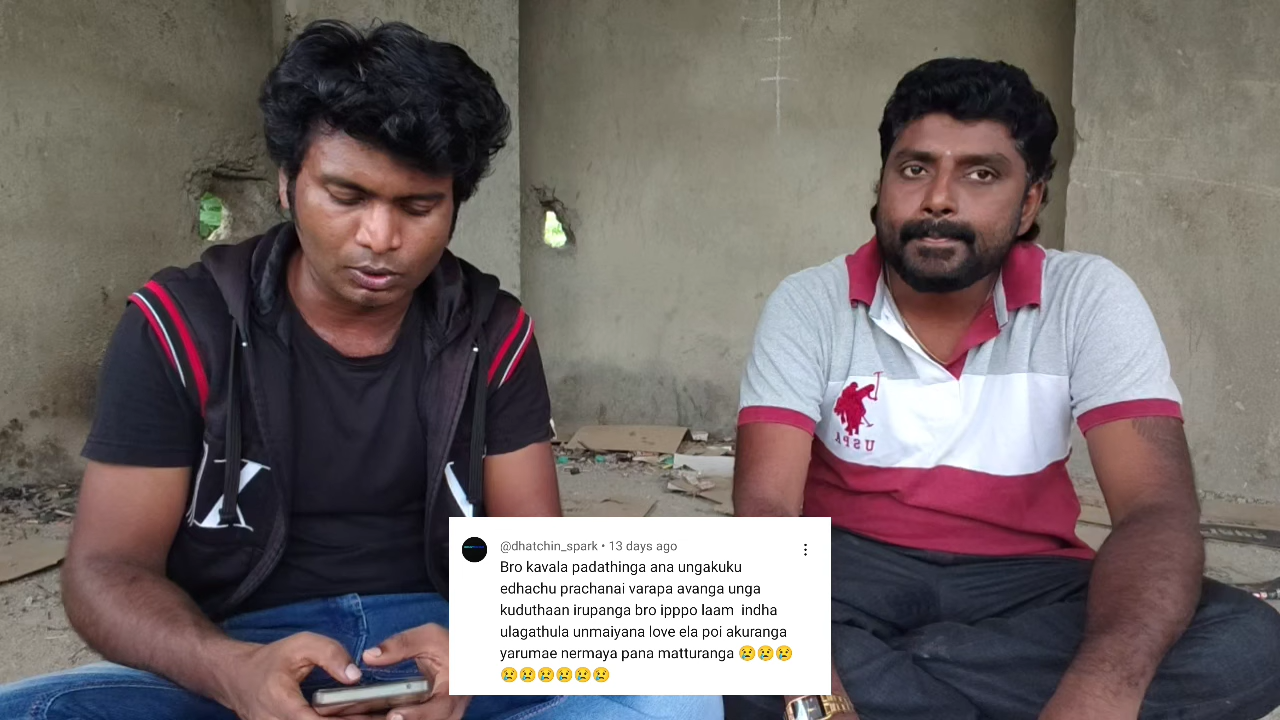 @dhatchin_spark • 13 days ago
Bro kavala padathinga ana ungakuku
edhachu prachanai varapa avanga unga
kuduthaan irupanga bro ipppo laam indha
ulagathula unmaiyana love ela poi akuranga
yarumae nermaya pana matturanga 😢😢😢
😢😢😢😢😢😢
USPA